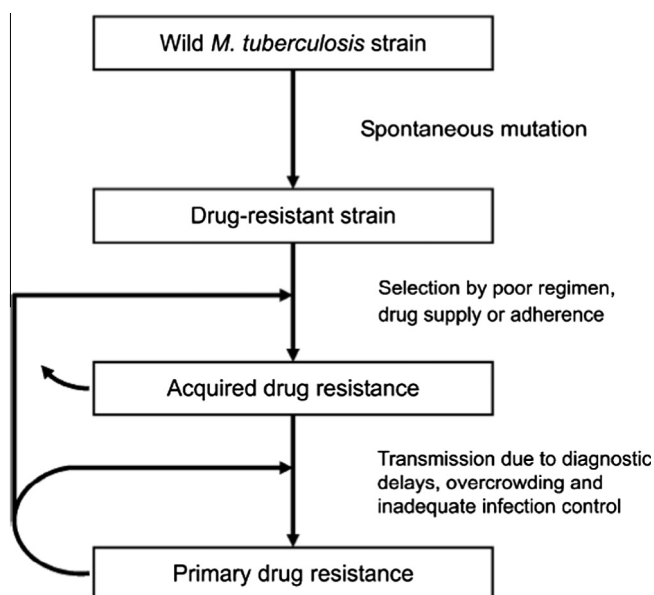 Wild M. tuberculosis strain
Spontaneous mutation
Drug-resistant strain
Selection by poor regimen,
drug supply or adherence
Acquired drug resistance
Transmission due to diagnostic
delays, overcrowding and
inadequate infection control
Primary drug resistance